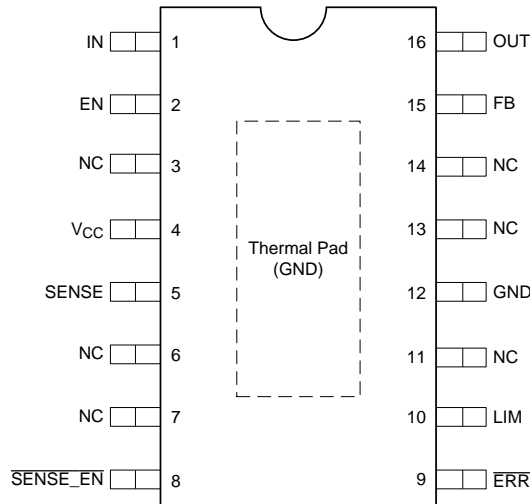 IN 1 16 OUT
EN 2 15 FB
NC 3 14 NC
VCC 4 13 NC
Thermal Pad
(GND)
SENSE 5 12 GND
NC 6 11 NC
NC 7 10 LIM
SENSE_EN 8 9 ERR